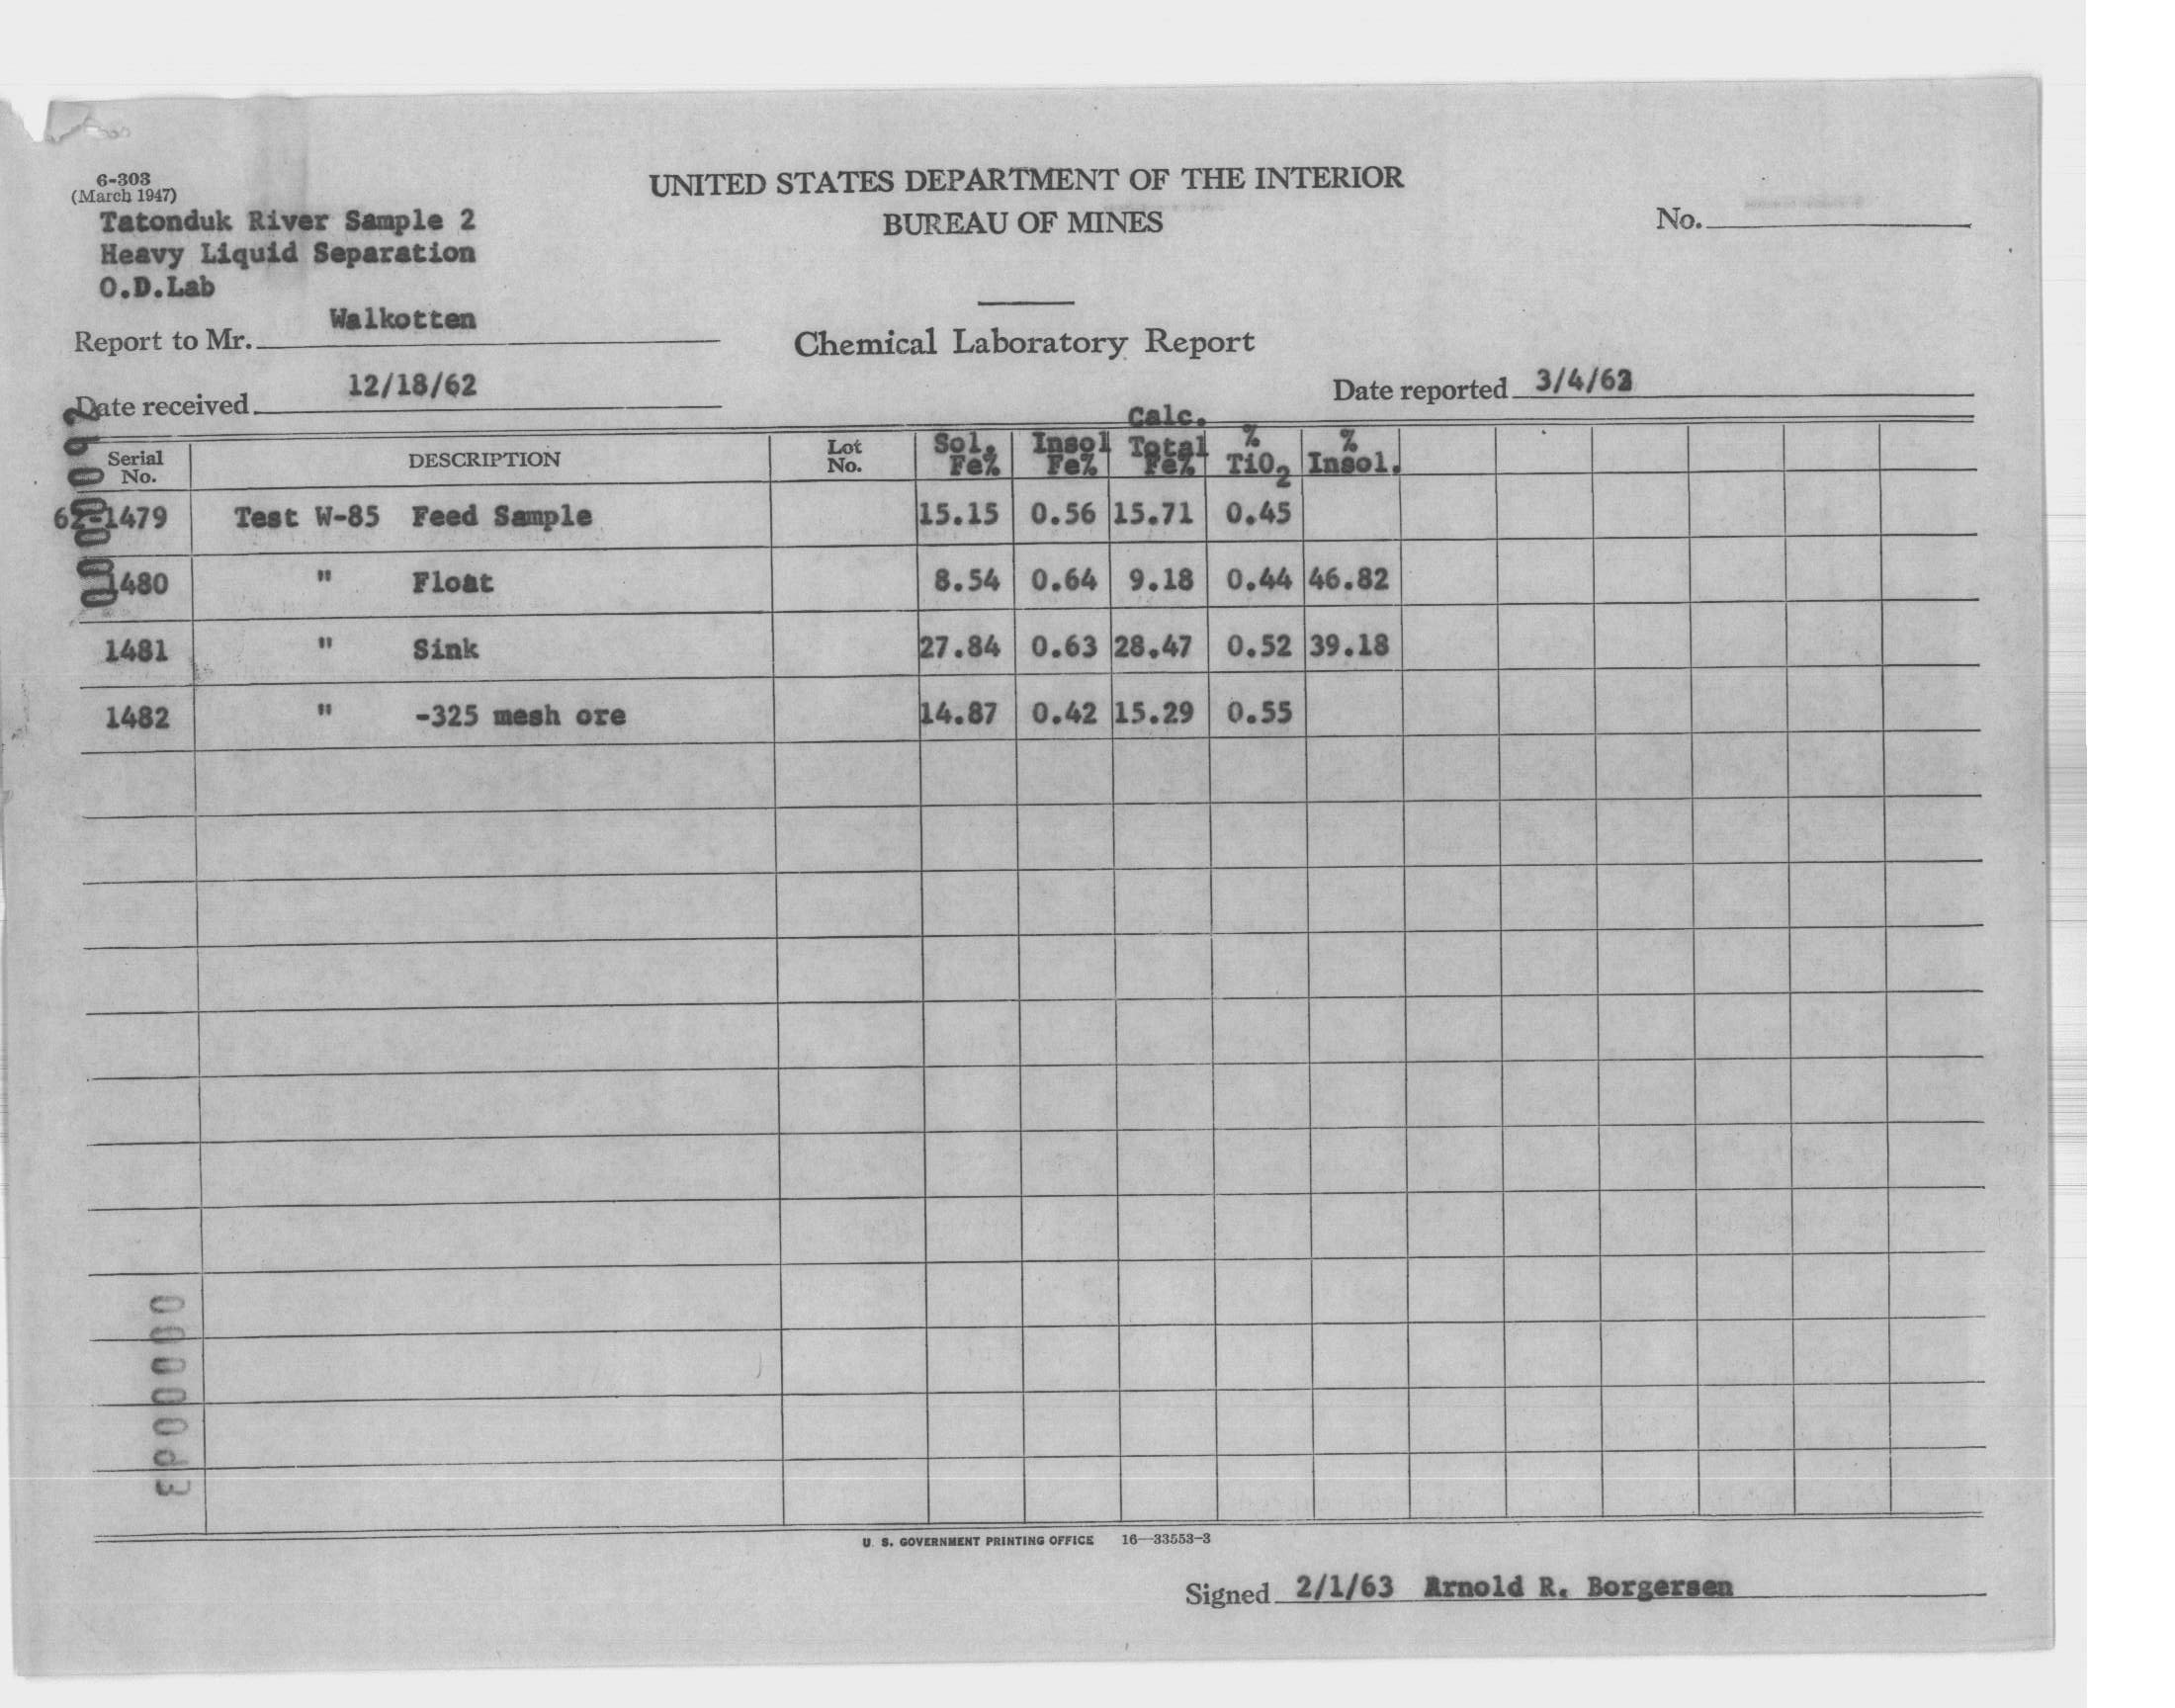 6-303
(March 1947)
UNITED STATES DEPARTMENT OF THE INTERIOR
BUREAU OF MINES
No.
Tatonduk River Sample 2
Heavy Liquid Separation
O.D.Lab
Report to Mr. Walkotten
Chemical Laboratory Report
Date received 12/18/62
Date reported 3/4/63
Serial No. DESCRIPTION Lot No. Sol. Fe% Insol Fe% Calc. Total Fe% % TiO2 % Insol.
62-1479 Test W-85 Feed Sample 15.15 0.56 15.71 0.45
1480 " Float 8.54 0.64 9.18 0.44 46.82
1481 " Sink 27.84 0.63 28.47 0.52 39.18
1482 " -325 mesh ore 14.87 0.42 15.29 0.55
U. S. GOVERNMENT PRINTING OFFICE 16—33553-3
Signed 2/1/63 Arnold R. Borgersen